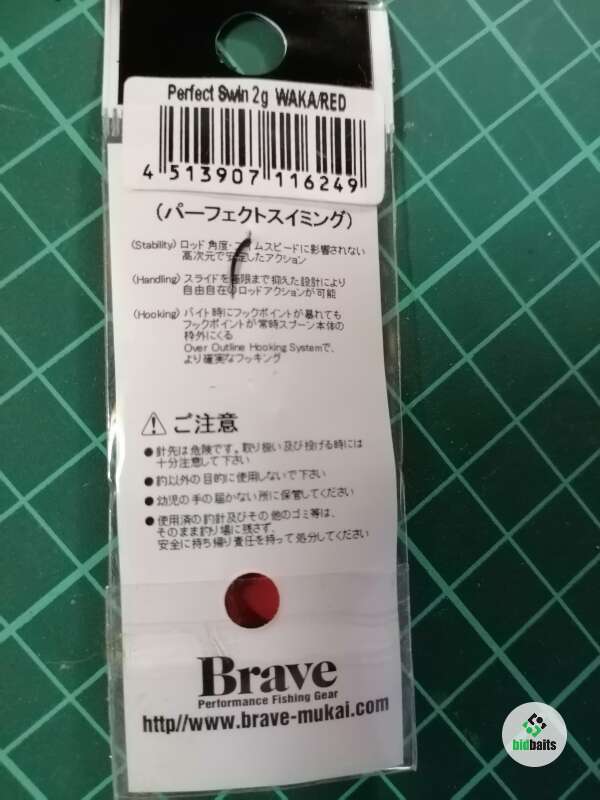 Perfect Swin 2g WAKA/RED
4 513907 116249
(パーフェクトスイミング)
(Stability) ロッド角度・ イムスピードに影響されない
高次元で安定したアクション
(Handling) スライドを極限まで抑えた設計により
自由自在のロッドアクションが可能
(Hooking) バイト時にフックポイントが暴れても
フックポイントが常時スプーン本体の
枠外にくる
Over Outline Hooking Systemで、
より確実なフッキング
ご注意
●針先は危険です。取り扱い及び投げる時には
十分注意して下さい
●釣以外の目的に使用しないで下さい
●幼児の手の届かない所に保管してください
●使用済の釣針及びその他のゴミ等は、
そのまま釣り場に残さず、
安全に持ち帰り責任を持って処分してください
Brave
Performance Fishing Gear
http//www.brave-mukai.com
bidbaits